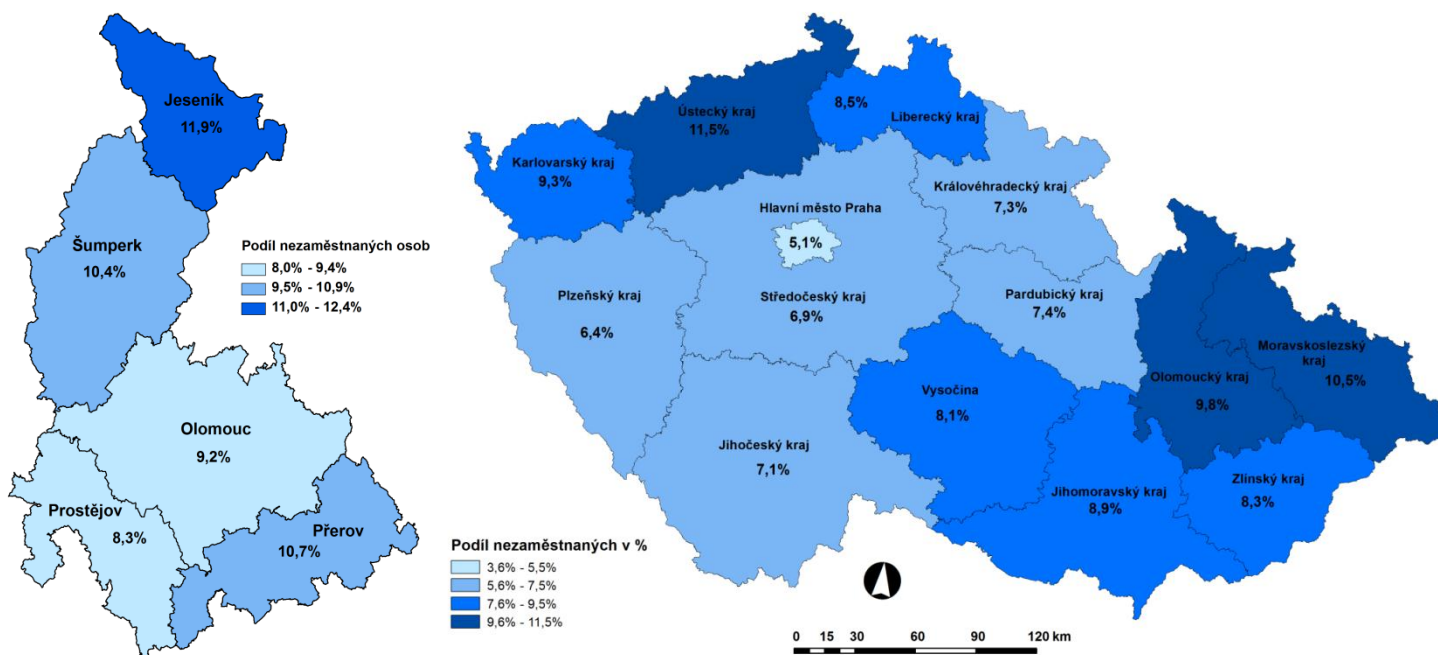 Jeseník
11,9%
Šumperk
10,4%
Olomouc
9,2%
Prostějov
8,3%
Přerov
10,7%
Podíl nezaměstnaných osob
8,0% - 9,4%
9,5% - 10,9%
11,0% - 12,4%
Ústecký kraj
11,5%
8,5%
Liberecký kraj
Karlovarský kraj
9,3%
Královéhradecký kraj
7,3%
Hlavní město Praha
5,1%
Plzeňský kraj
6,4%
Středočeský kraj
6,9%
Pardubický kraj
7,4%
Moravskoslezský
kraj
10,5%
Olomoucký kraj
9,8%
Vysočina
8,1%
Jihočeský kraj
7,1%
Jihomoravský kraj
8,9%
Zlínský kraj
8,3%
Podíl nezaměstnaných v %
3,6% - 5,5%
5,6% - 7,5%
7,6% - 9,5%
9,6% - 11,5%
0 15 30 60 90 120 km